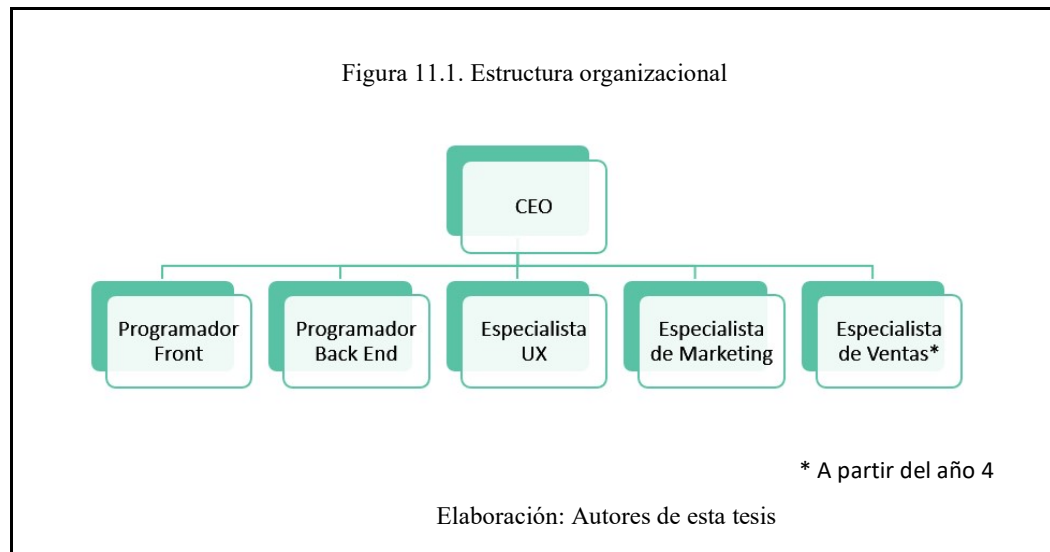 Figura 11.1. Estructura organizacional
CEO
Programador
Front
Programador
Back End
Especialista
UX
Especialista
de Marketing
Especialista
de Ventas*
* A partir del año 4
Elaboración: Autores de esta tesis